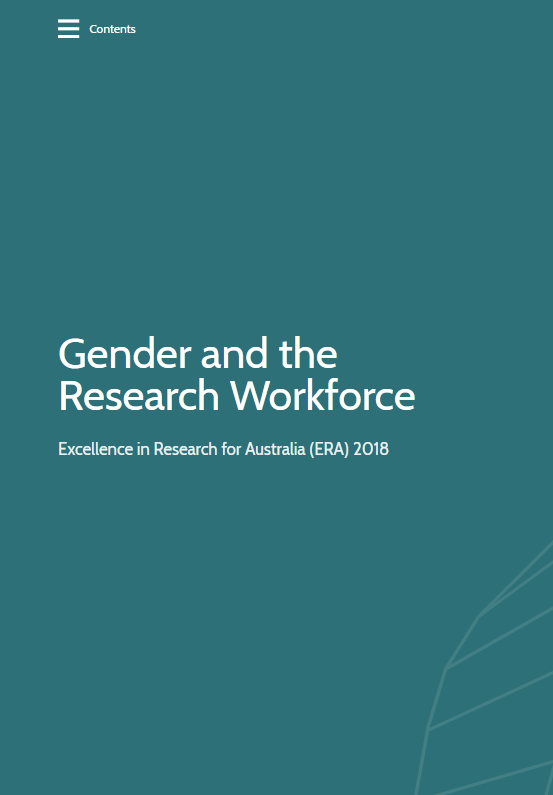 Contents
Gender and the
Research Workforce
Excellence in Research for Australia (ERA) 2018